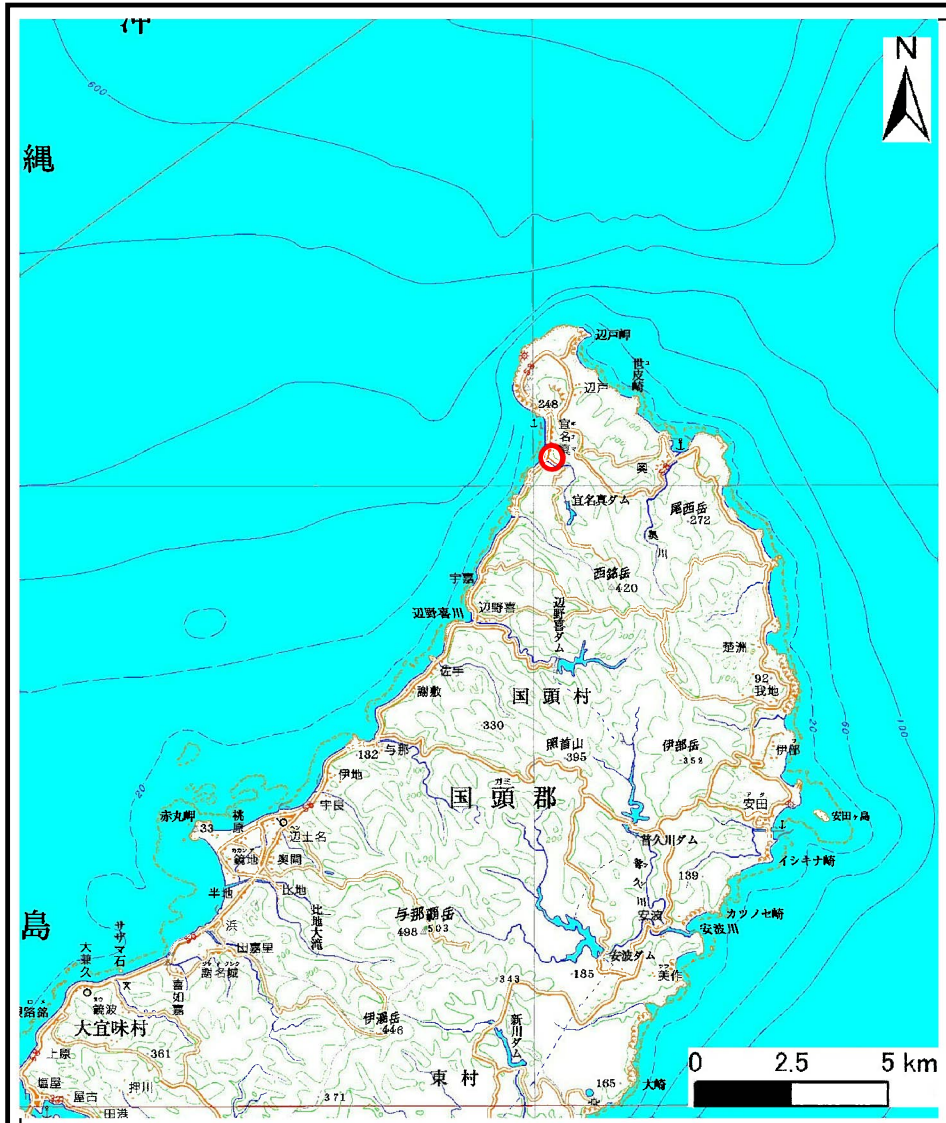 沖
縄
島
N
600
辺戸岬
世皮崎
辺戸
248
宜名真
奥
宜名真ダム
尾西岳
272
奥川
西銘岳
420
宇嘉
辺野喜川
辺野喜
辺野喜ダム
楚洲
佐手
謝敷
国頭村
92
我地
20
60
100
330
照首山
395
伊部岳
352
伊部
182
与那
伊地
国頭郡
安田
安田ヶ島
20
宇良
赤丸岬
33
桃原
辺土名
鏡地
奥間
普久川ダム
イシキナ崎
半地
比地
比地大滝
139
普久川
カツノセ崎
与那覇岳
498
503
安波
安波川
浜
サザマ石
大兼久
田嘉里
謝名城
喜如嘉
饒波
343
185
安波ダム
美作
大宜味村
伊湯岳
446
新川ダム
上原
361
塩屋
屋古
押川
田港
371
東村
165
大崎
0 2.5 5 km